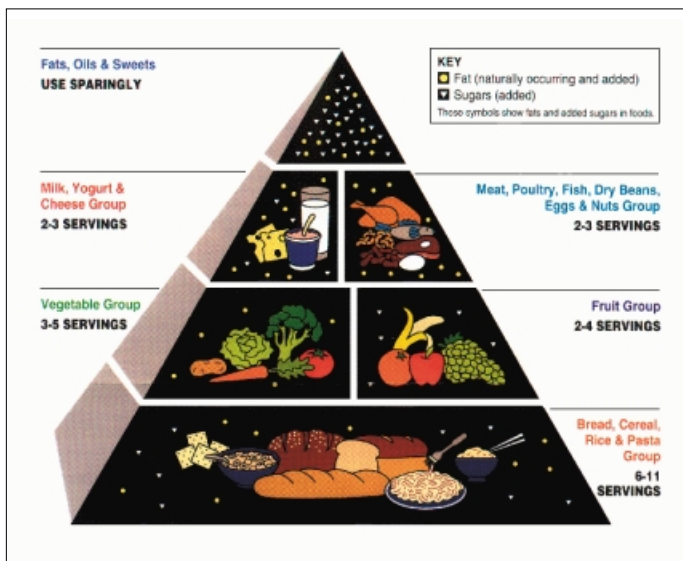 Fats, Oils & Sweets
USE SPARINGLY
KEY
Fat (naturally occurring and added)
Sugars (added)
These symbols show fats and added sugars in foods.
Milk, Yogurt &
Cheese Group
2-3 SERVINGS
Meat, Poultry, Fish, Dry Beans,
Eggs & Nuts Group
2-3 SERVINGS
Vegetable Group
3-5 SERVINGS
Fruit Group
2-4 SERVINGS
Bread, Cereal,
Rice & Pasta
Group
6-11
SERVINGS